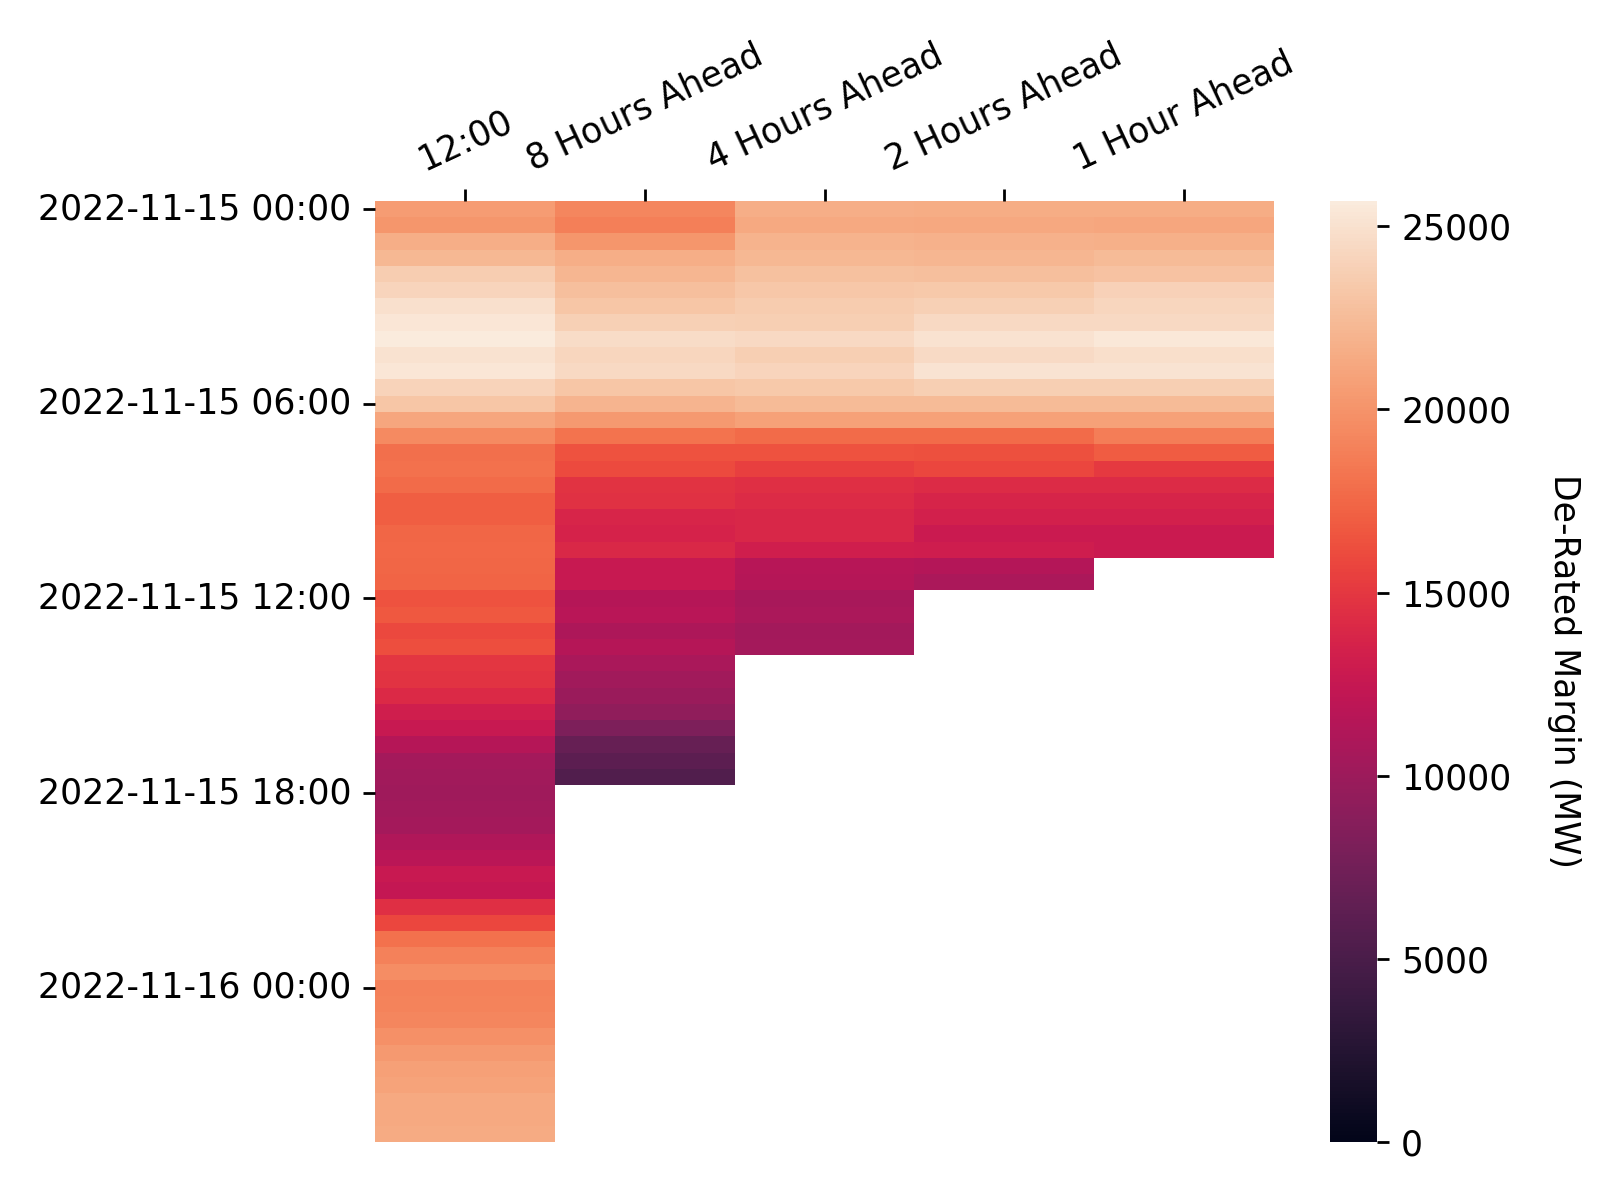 12:00
8 Hours Ahead
4 Hours Ahead
2 Hours Ahead
1 Hour Ahead
2022-11-15 00:00
2022-11-15 06:00
2022-11-15 12:00
2022-11-15 18:00
2022-11-16 00:00
25000
20000
15000
10000
5000
0
De-Rated Margin (MW)